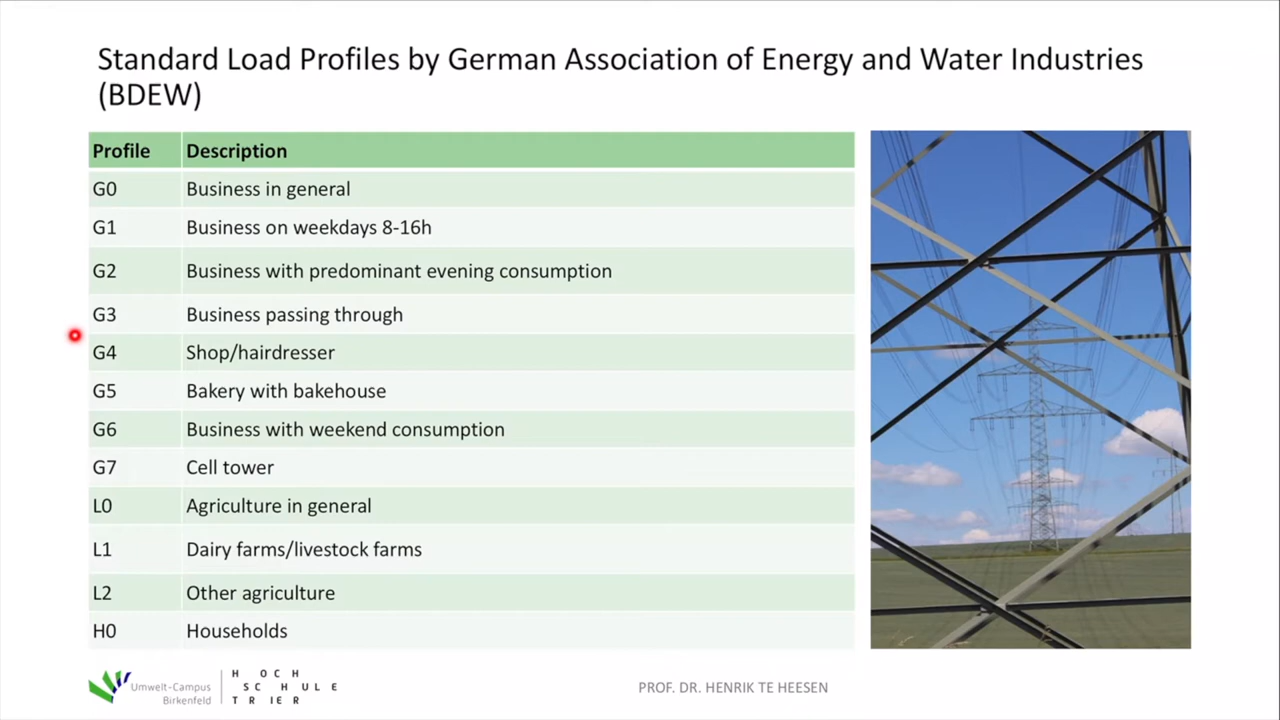 Standard Load Profiles by German Association of Energy and Water Industries
(BDEW)
Profile Description
G0 Business in general
G1 Business on weekdays 8-16h
G2 Business with predominant evening consumption
G3 Business passing through
G4 Shop/hairdresser
G5 Bakery with bakehouse
G6 Business with weekend consumption
G7 Cell tower
L0 Agriculture in general
L1 Dairy farms/livestock farms
L2 Other agriculture
H0 Households
Umwelt-Campus
Birkenfeld
HOCH
SCHULE
TRIER
PROF. DR. HENRIK TE HEESEN